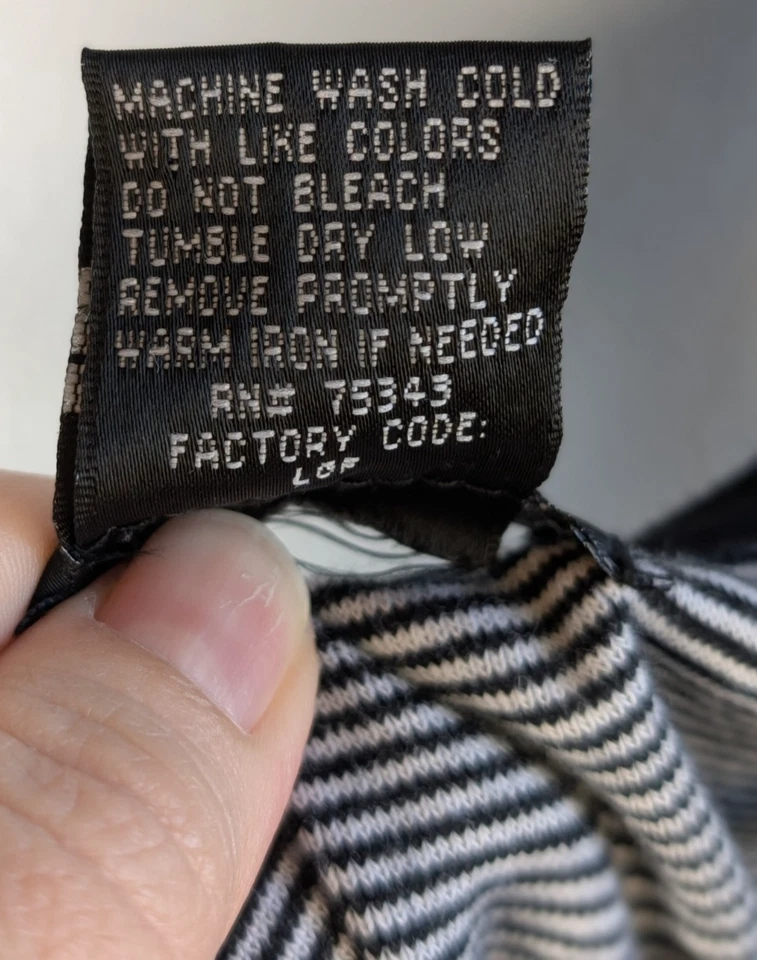 MACHINE WASH COLD
WITH LIKE COLORS
DO NOT BLEACH
TUMBLE DRY LOW
REMOVE PROMPTLY
WARM IRON IF NEEDED
RN# 75343
FACTORY CODE: